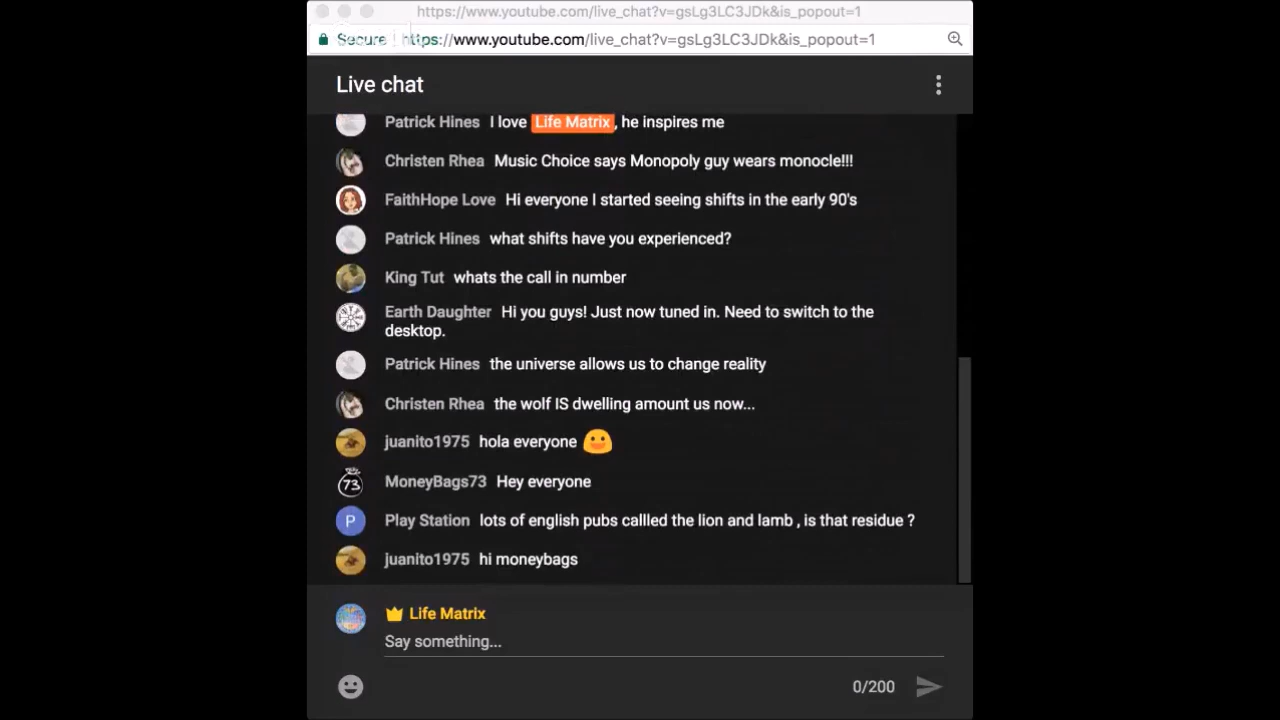 https://www.youtube.com/live_chat?v=gsLg3LC3JDk&is_popout=1
Secure https://www.youtube.com/live_chat?v=gsLg3LC3JDk&is_popout=1
Live chat
Patrick Hines I love Life Matrix, he inspires me
Christen Rhea Music Choice says Monopoly guy wears monocle!!!
FaithHope Love Hi everyone I started seeing shifts in the early 90's
Patrick Hines what shifts have you experienced?
King Tut whats the call in number
Earth Daughter Hi you guys! Just now tuned in. Need to switch to the
desktop.
Patrick Hines the universe allows us to change reality
Christen Rhea the wolf IS dwelling amount us now...
juanito1975 hola everyone
73 MoneyBags73 Hey everyone
P Play Station lots of english pubs callled the lion and lamb , is that residue ?
juanito1975 hi moneybags
Life Matrix
Say something...
0/200